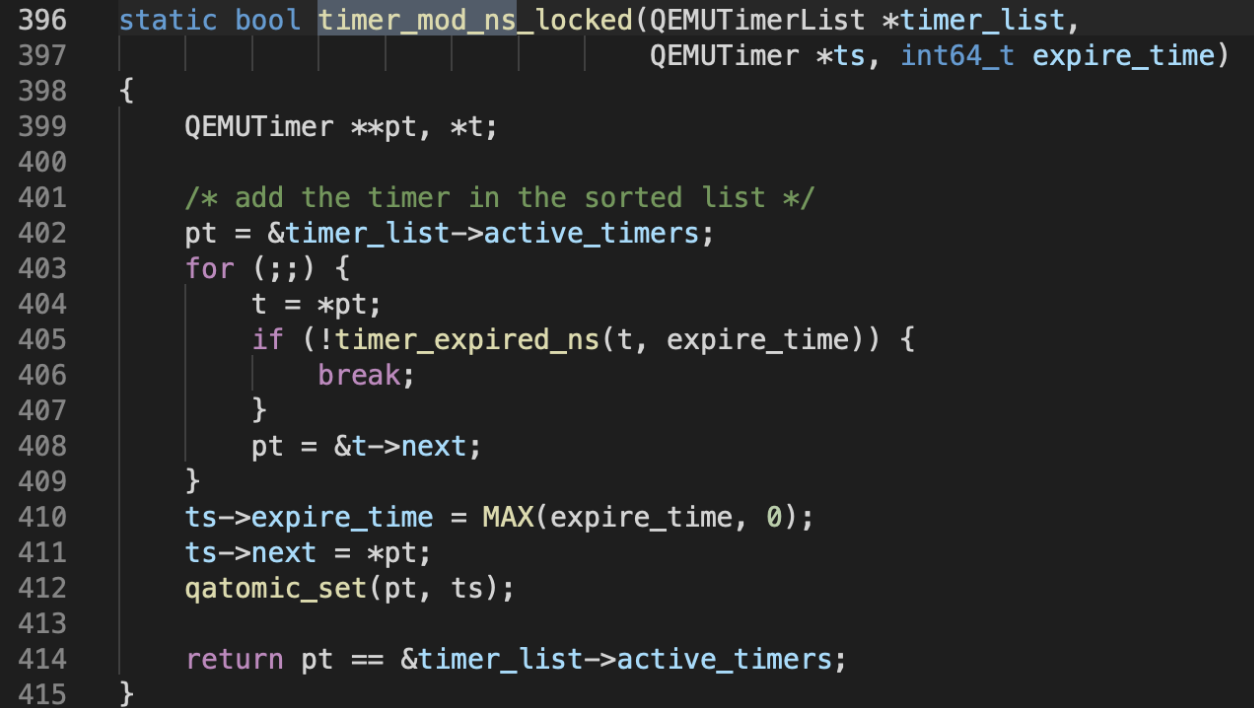 396 static bool timer_mod_ns_locked(QEMUTimerList *timer_list,
397                                 QEMUTimer *ts, int64_t expire_time)
398 {
399     QEMUTimer **pt, *t;
400
401     /* add the timer in the sorted list */
402     pt = &timer_list->active_timers;
403     for (;;) {
404         t = *pt;
405         if (!timer_expired_ns(t, expire_time)) {
406             break;
407         }
408         pt = &t->next;
409     }
410     ts->expire_time = MAX(expire_time, 0);
411     ts->next = *pt;
412     qatomic_set(pt, ts);
413
414     return pt == &timer_list->active_timers;
415 }